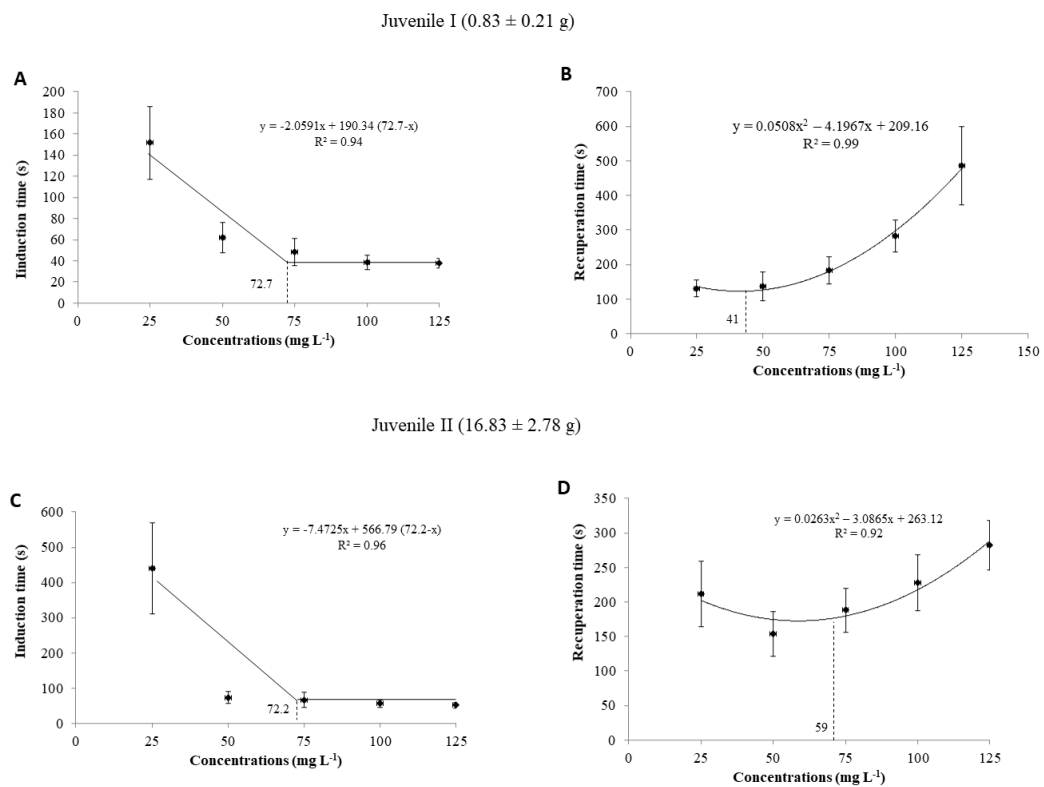 Juvenile I (0.83 ± 0.21 g)
A
200
180
160
140
120
100
80
60
40
20
0
Iinduction time (s)
y = -2.0591x + 190.34 (72.7-x)
R² = 0.94
72.7
0 25 50 75 100 125
Concentrations (mg L⁻¹)
B
700
600
500
400
300
200
100
0
Recuperation time (s)
y = 0.0508x² – 4.1967x + 209.16
R² = 0.99
41
0 25 50 75 100 125 150
Concentrations (mg L⁻¹)
Juvenile II (16.83 ± 2.78 g)
C
600
500
400
300
200
100
0
Induction time (s)
y = -7.4725x + 566.79 (72.2-x)
R² = 0.96
72.2
0 25 50 75 100 125
Concentrations (mg L⁻¹)
D
350
300
250
200
150
100
50
0
Recuperation time (s)
y = 0.0263x² – 3.0865x + 263.12
R² = 0.92
59
0 25 50 75 100 125
Concentrations (mg L⁻¹)